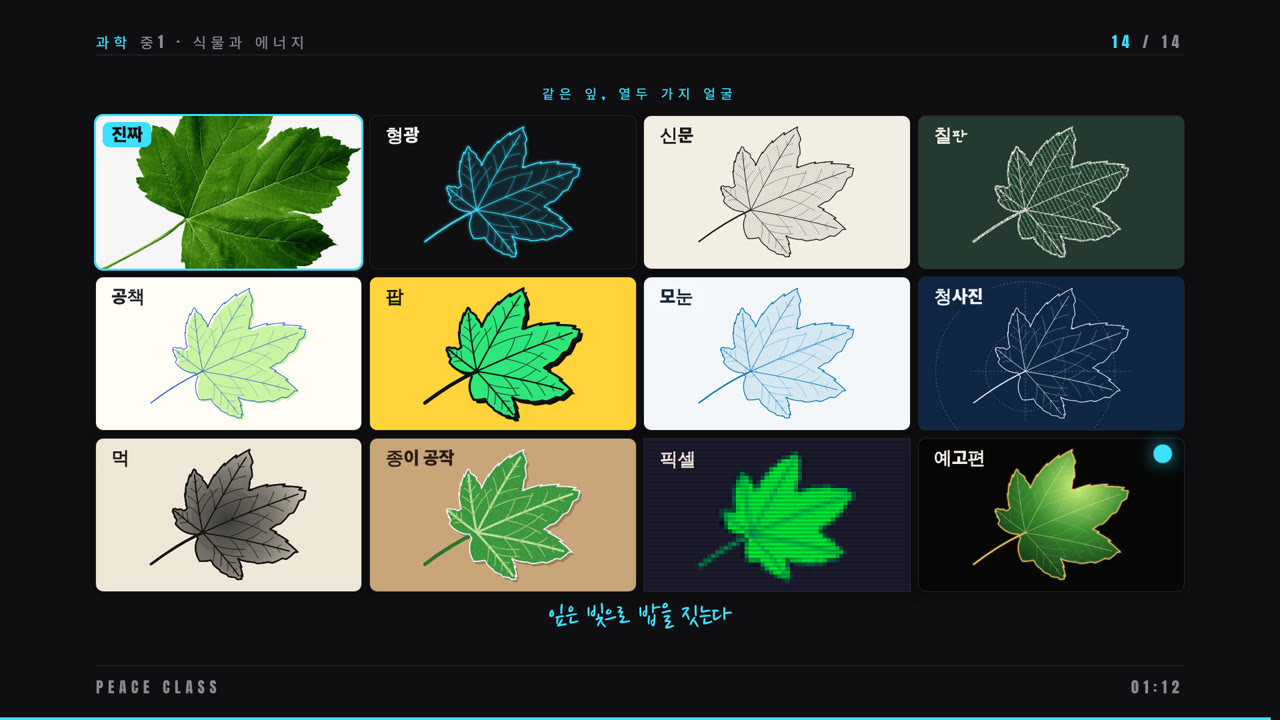 과학 중1 · 식물과 에너지
14 / 14
같은 잎, 열두 가지 얼굴
진짜
형광
신문
칠판
공책
팝
모눈
청사진
먹
종이 공작
픽셀
예고편
잎은 빛으로 밥을 짓는다
PEACE CLASS
01:12